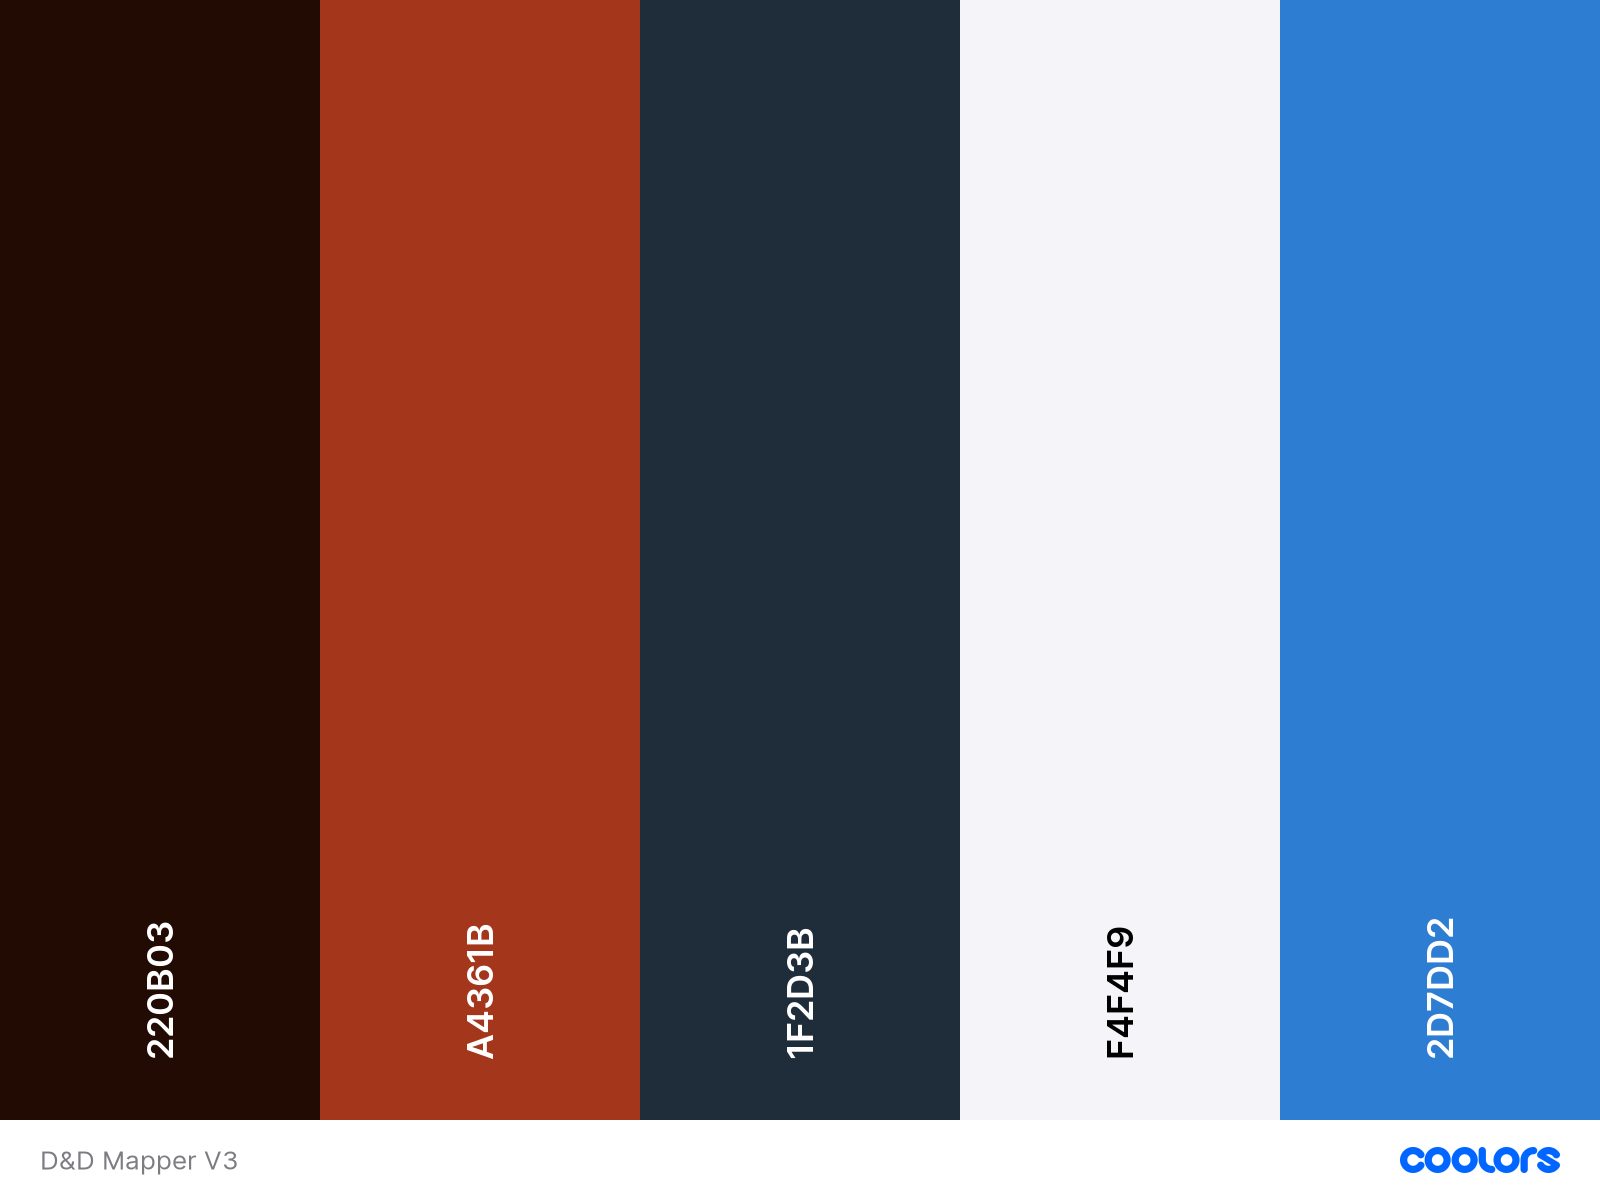 220B03
A4361B
1F2D3B
F4F4F9
2D7DD2
D&D Mapper V3
coolors